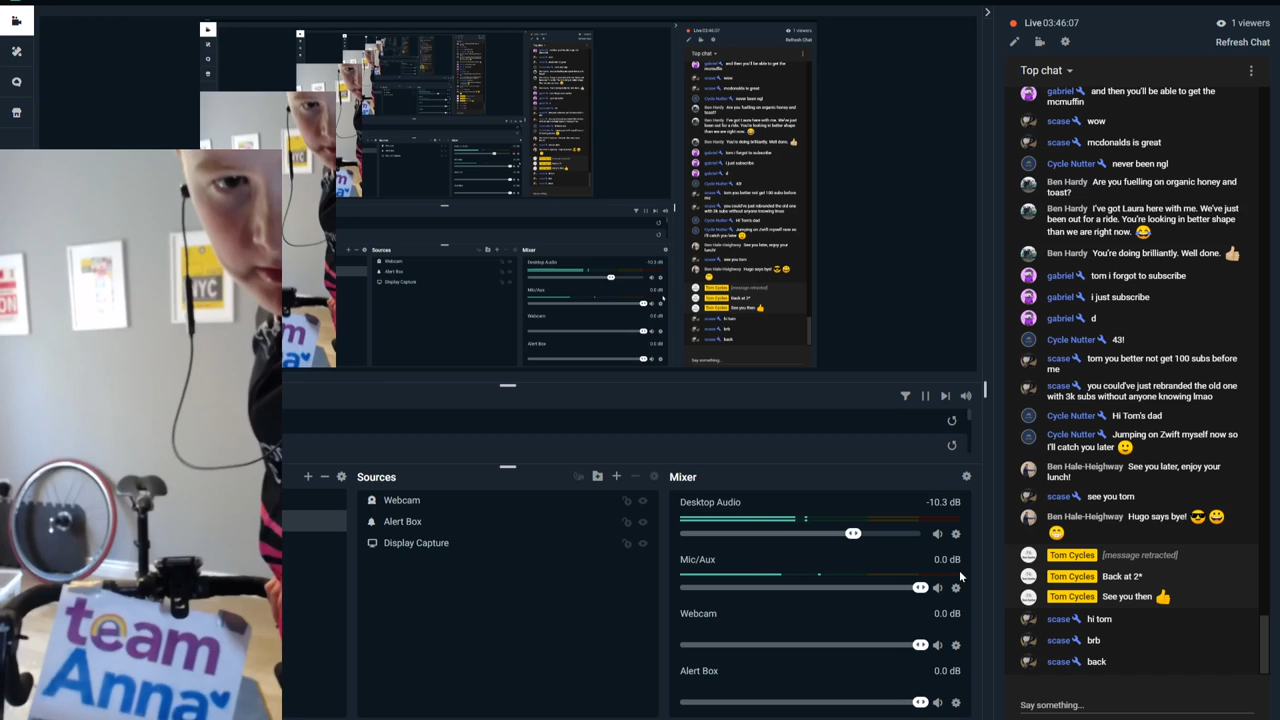 Live 03:46:07
1 viewers
Refresh Chat
Top chat
gabriel and then you'll be able to get the
mcmuffin
scase wow
scase mcdonalds is great
Cycle Nutter never been ngl
Ben Hardy Are you fuelling on organic honey and
toast?
Ben Hardy I've got Laura here with me. We've just
been out for a ride. You're looking in better shape
than we are right now. 😂
Ben Hardy You're doing brilliantly. Well done. 👍
gabriel tom i forgot to subscribe
gabriel i just subscribe
gabriel d
Cycle Nutter 43!
scase tom you better not get 100 subs before
me
scase you could've just rebranded the old one
with 3k subs without anyone knowing lmao
Cycle Nutter Hi Tom's dad
Cycle Nutter Jumping on Zwift myself now so
I'll catch you later 🙂
Ben Hale-Heighway See you later, enjoy your
lunch!
scase see you tom
Ben Hale-Heighway Hugo says bye! 😎 😀
😁
Tom Cycles [message retracted]
Tom Cycles Back at 2*
Tom Cycles See you then 👍
scase hi tom
scase brb
scase back
Say something...
Sources
Webcam
Alert Box
Display Capture
Mixer
Desktop Audio -10.3 dB
Mic/Aux 0.0 dB
Webcam 0.0 dB
Alert Box 0.0 dB
team
Anna